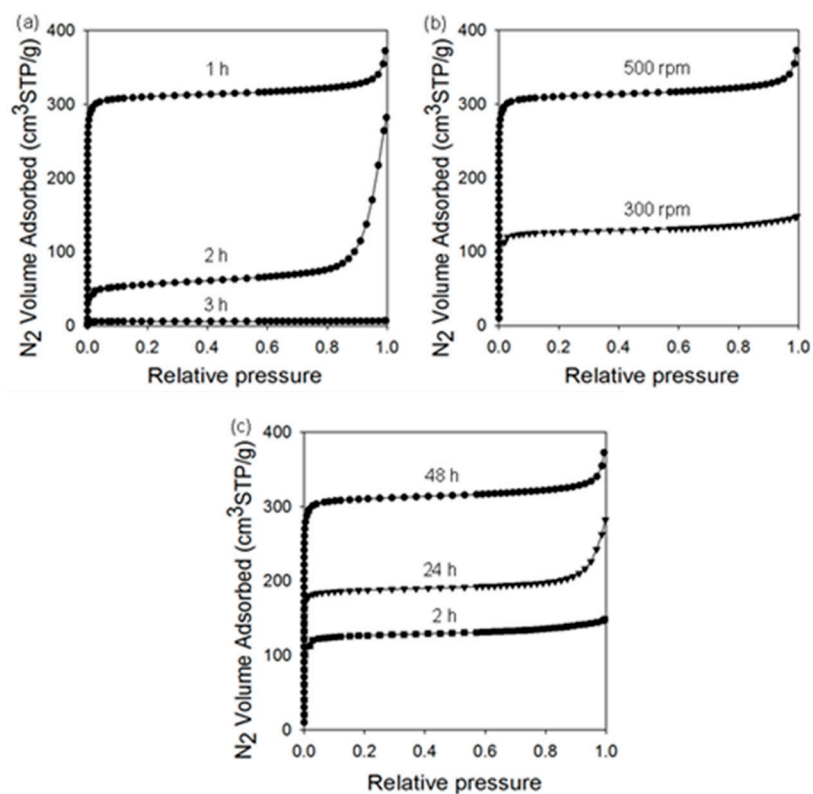 (a)
N2 Volume Adsorbed (cm³STP/g)
400
300
200
100
0
1 h
2 h
3 h
0.0 0.2 0.4 0.6 0.8 1.0
Relative pressure
(b)
N2 Volume Adsorbed (cm³STP/g)
400
300
200
100
0
500 rpm
300 rpm
0.0 0.2 0.4 0.6 0.8 1.0
Relative pressure
(c)
N2 Volume Adsorbed (cm³STP/g)
400
300
200
100
0
48 h
24 h
2 h
0.0 0.2 0.4 0.6 0.8 1.0
Relative pressure